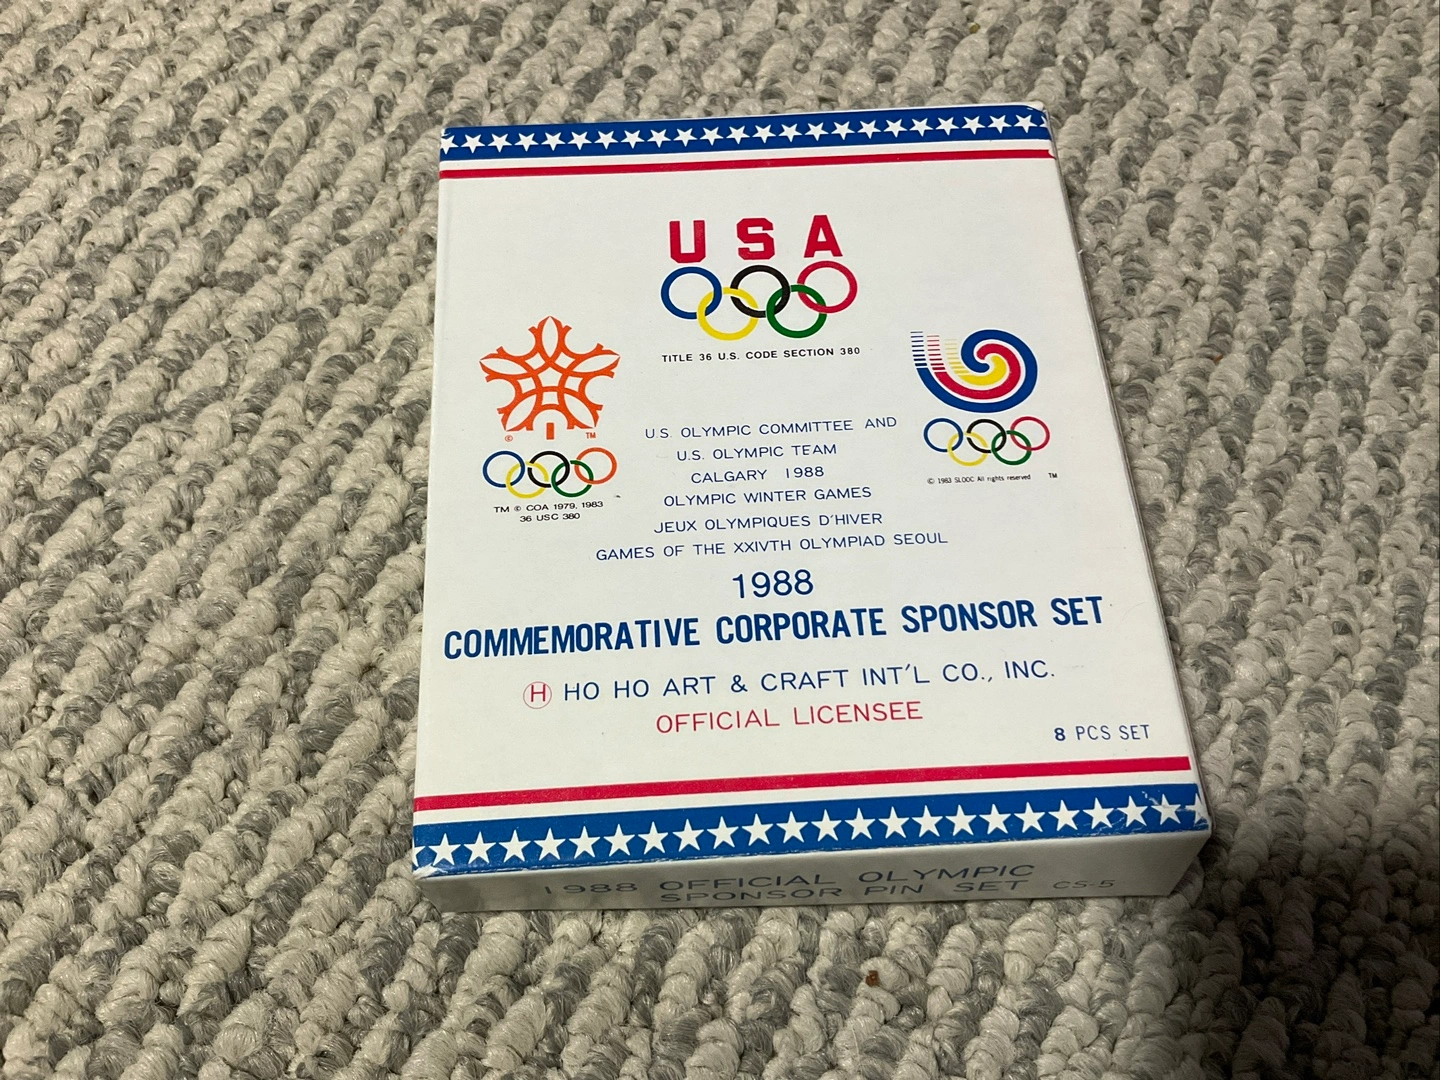 USA
TITLE 36 U.S. CODE SECTION 380
© TM
TM © COA 1979, 1983
36 USC 380
© 1983 SLOOC All rights reserved TM
U.S. OLYMPIC COMMITTEE AND
U.S. OLYMPIC TEAM
CALGARY 1988
OLYMPIC WINTER GAMES
JEUX OLYMPIQUES D'HIVER
GAMES OF THE XXIVTH OLYMPIAD SEOUL
1988
COMMEMORATIVE CORPORATE SPONSOR SET
H HO HO ART & CRAFT INT'L CO., INC.
OFFICIAL LICENSEE
8 PCS SET
1988 OFFICIAL OLYMPIC
SPONSOR PIN SET CS-5